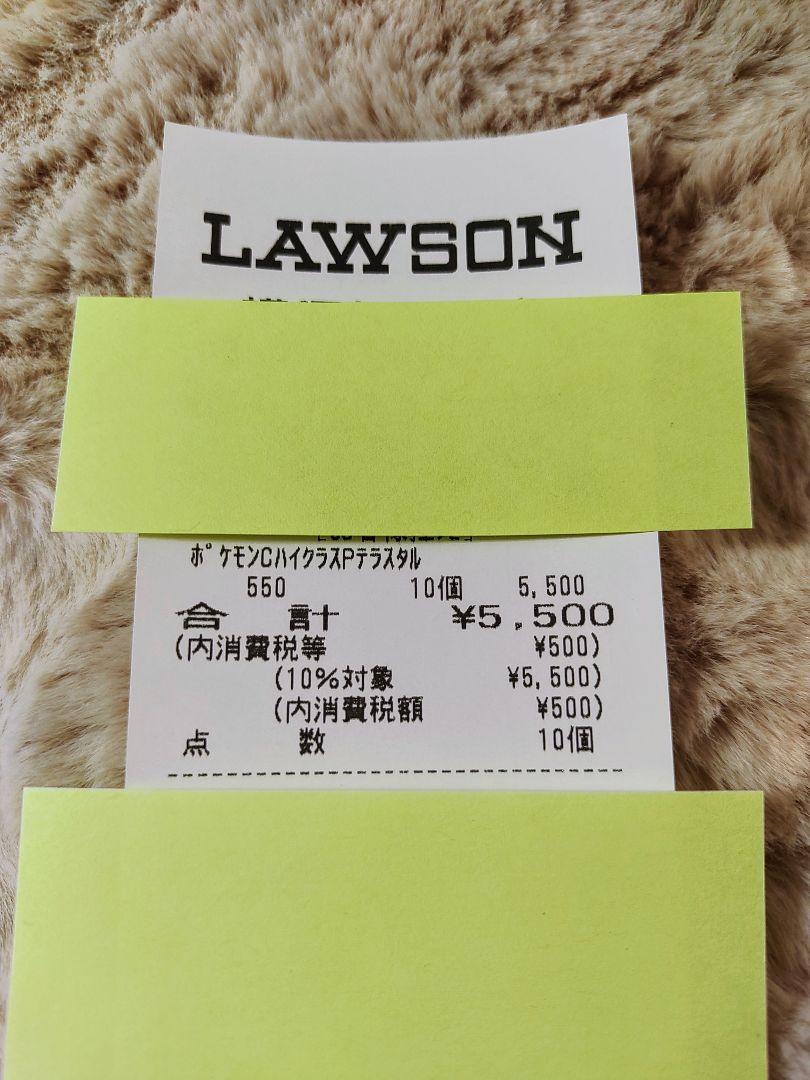 LAWSON
ポケモンCハイクラスPテラスタル
550 10個 5,500
合 計 ¥5,500
(内消費税等 ¥500)
(10%対象 ¥5,500)
(内消費税額 ¥500)
点 数 10個